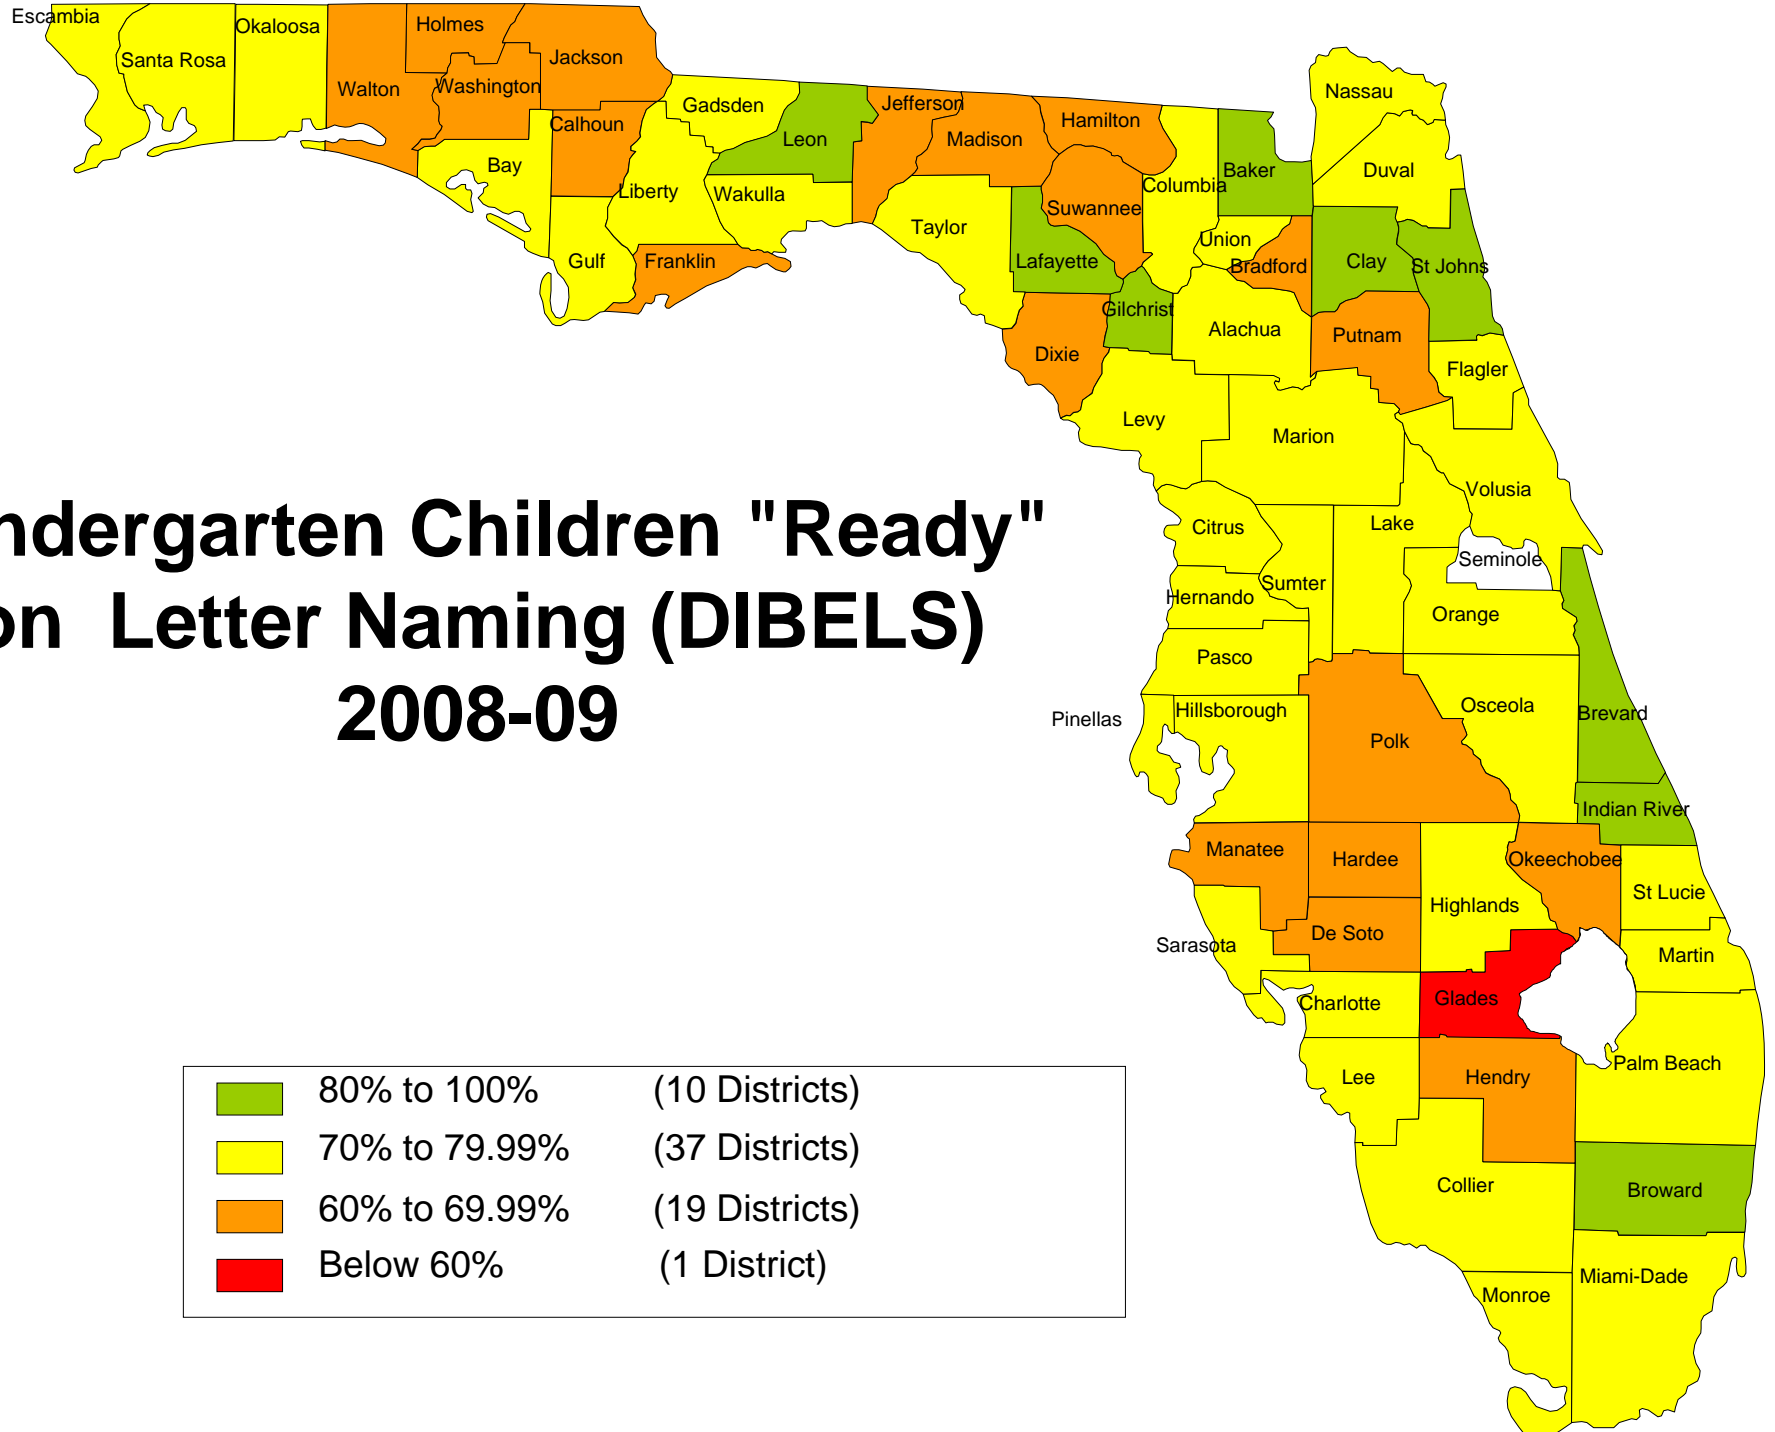 Escambia
Santa Rosa
Okaloosa
Walton
Holmes
Washington
Jackson
Calhoun
Bay
Gulf
Gadsden
Liberty
Leon
Wakulla
Franklin
Jefferson
Madison
Hamilton
Taylor
Lafayette
Suwannee
Columbia
Baker
Nassau
Duval
Union
Bradford
Clay
St Johns
Dixie
Gilchrist
Alachua
Putnam
Flagler
Levy
Marion
Volusia
Citrus
Lake
Seminole
Sumter
Hernando
Orange
Pasco
ndergarten Children "Ready"
on Letter Naming (DIBELS)
2008-09
Pinellas
Hillsborough
Polk
Osceola
Brevard
Indian River
Manatee
Hardee
Okeechobee
Highlands
St Lucie
Sarasota
De Soto
Martin
Charlotte
Glades
Lee
Hendry
Palm Beach
Collier
Broward
Monroe
Miami-Dade
80% to 100% (10 Districts)
70% to 79.99% (37 Districts)
60% to 69.99% (19 Districts)
Below 60% (1 District)